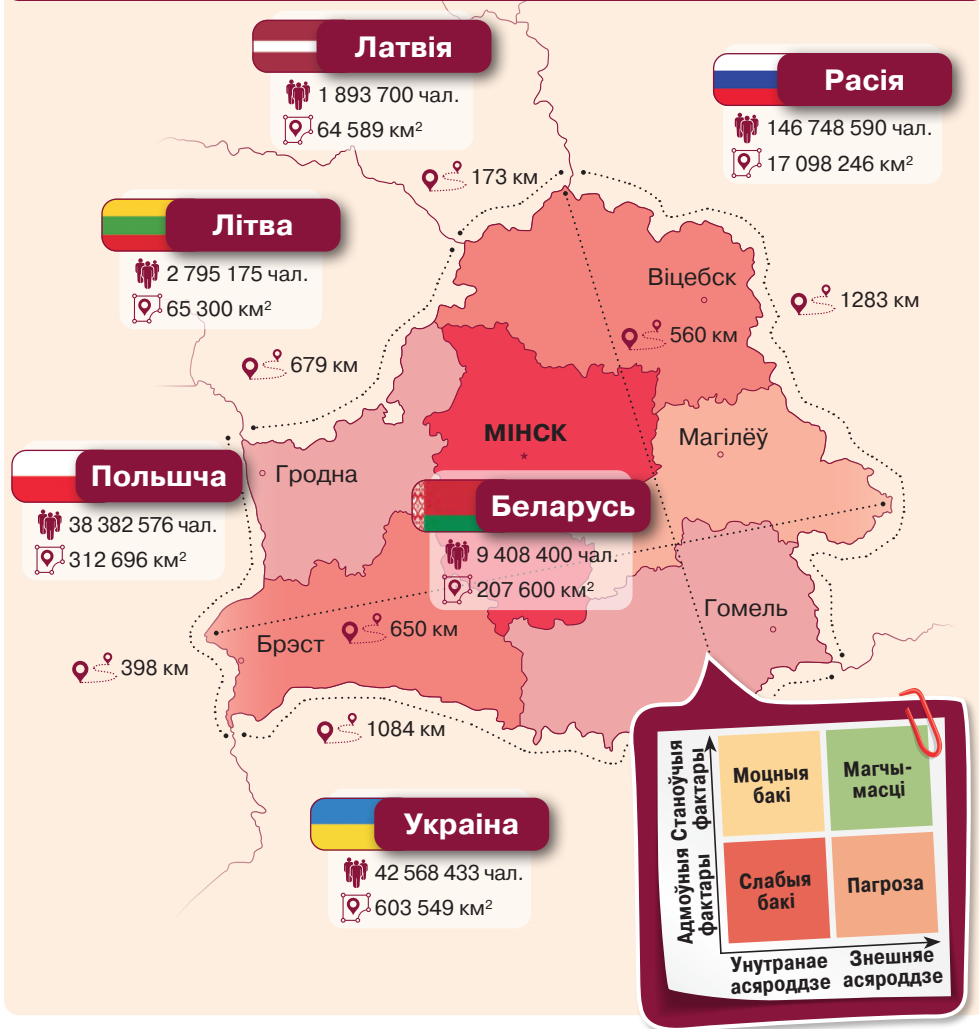 Латвія
1 893 700 чал.
64 589 км²
Расія
146 748 590 чал.
17 098 246 км²
173 км
Літва
2 795 175 чал.
65 300 км²
Віцебск
1283 км
560 км
679 км
МІНСК
Магілёў
Гродна
Польшча
38 382 576 чал.
312 696 км²
Беларусь
9 408 400 чал.
207 600 км²
Гомель
Брэст
650 км
398 км
1084 км
Украіна
42 568 433 чал.
603 549 км²
Станоўчыя
фактары
Адмоўныя
фактары
Моцныя
бакі
Магчы-
масці
Слабыя
бакі
Пагроза
Унутранае
асяроддзе
Знешняе
асяроддзе